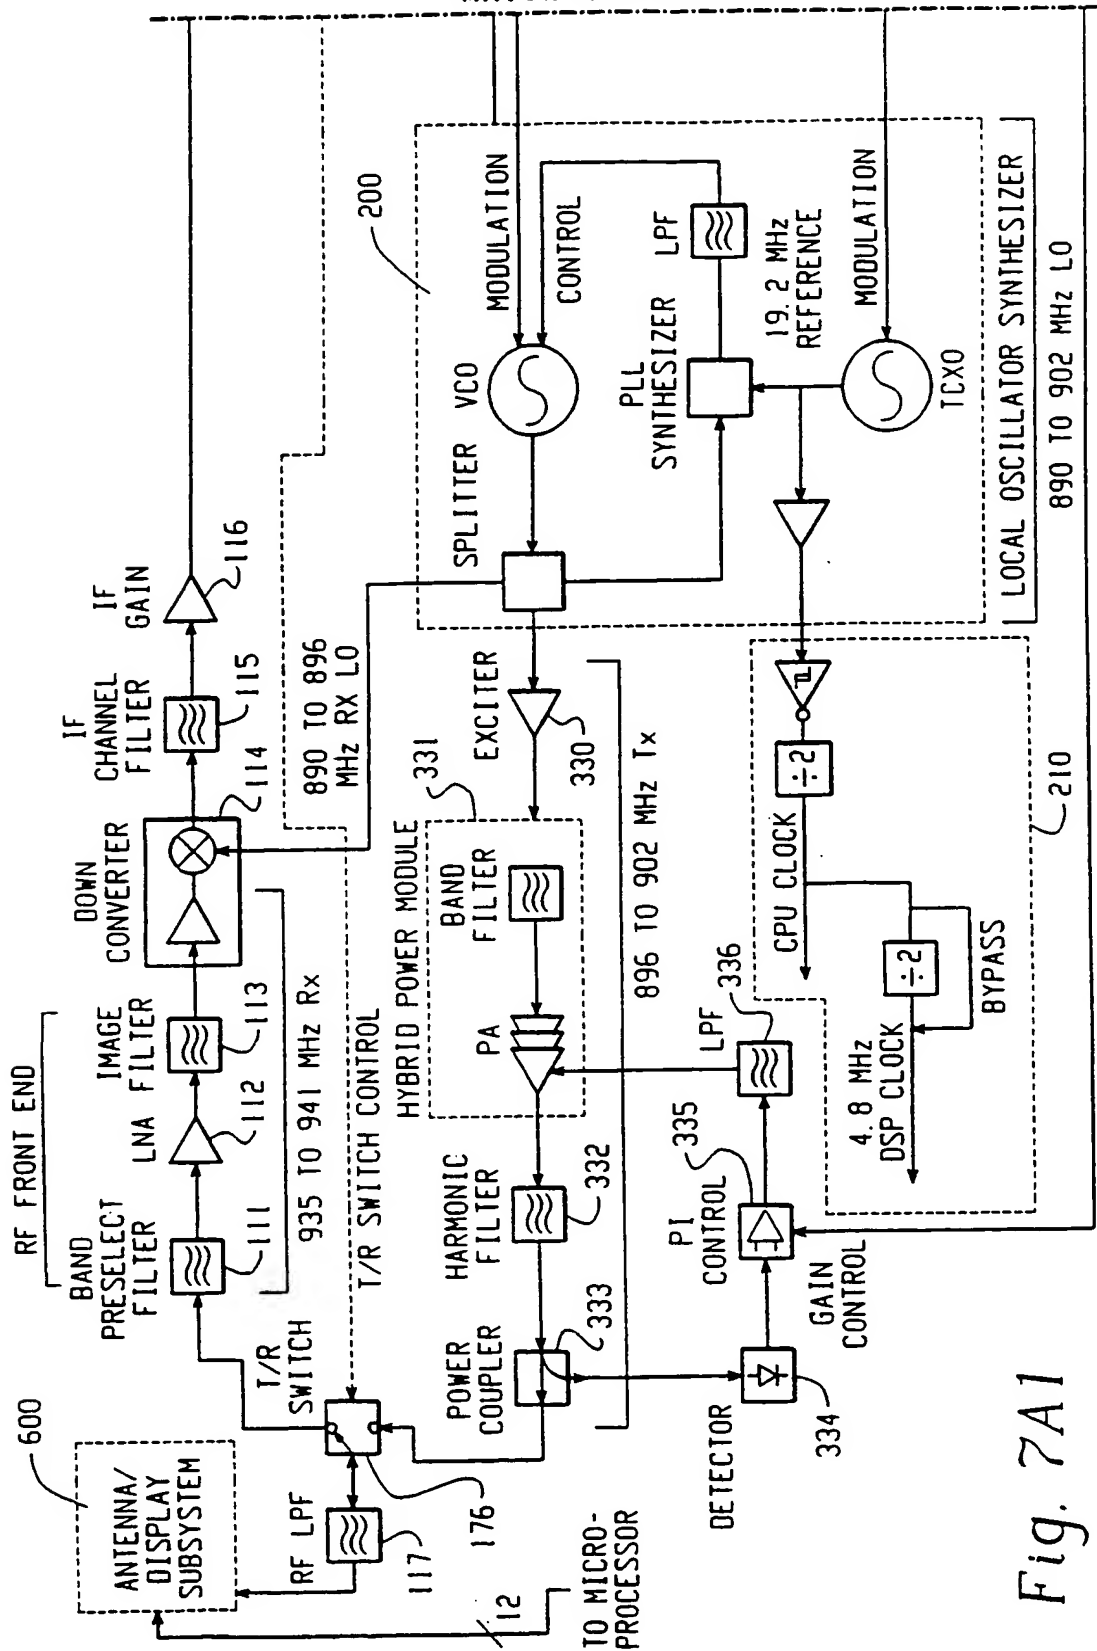 600
ANTENNA/
DISPLAY
SUBSYSTEM
12
TO MICRO-
PROCESSOR
RF LPF
117
176
T/R
SWITCH
RF FRONT END
BAND
PRESELECT
FILTER
111
LNA
112
IMAGE
FILTER
113
DOWN
CONVERTER
114
IF
CHANNEL
FILTER
115
IF
GAIN
116
935 TO 941 MHz Rx
T/R SWITCH CONTROL
890 TO 896
MHz RX LO
HYBRID POWER MODULE
331
BAND
FILTER
PA
EXCITER
330
HARMONIC
FILTER
332
POWER
COUPLER
333
896 TO 902 MHz Tx
DETECTOR
334
PI
CONTROL
335
GAIN
CONTROL
LPF
336
200
SPLITTER
VCO
MODULATION
CONTROL
PLL
SYNTHESIZER
LPF
19.2 MHz
REFERENCE
MODULATION
TCXO
LOCAL OSCILLATOR SYNTHESIZER
890 TO 902 MHz LO
÷2
CPU CLOCK
÷2
BYPASS
4.8 MHz
DSP CLOCK
210
Fig. 7A1